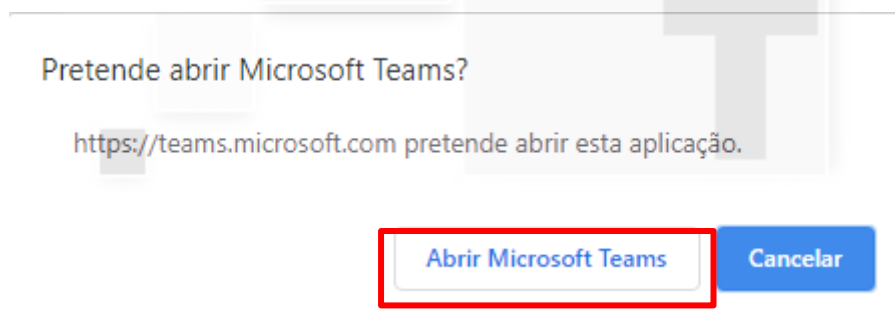 Pretende abrir Microsoft Teams?
https://teams.microsoft.com pretende abrir esta aplicação.
Abrir Microsoft Teams Cancelar